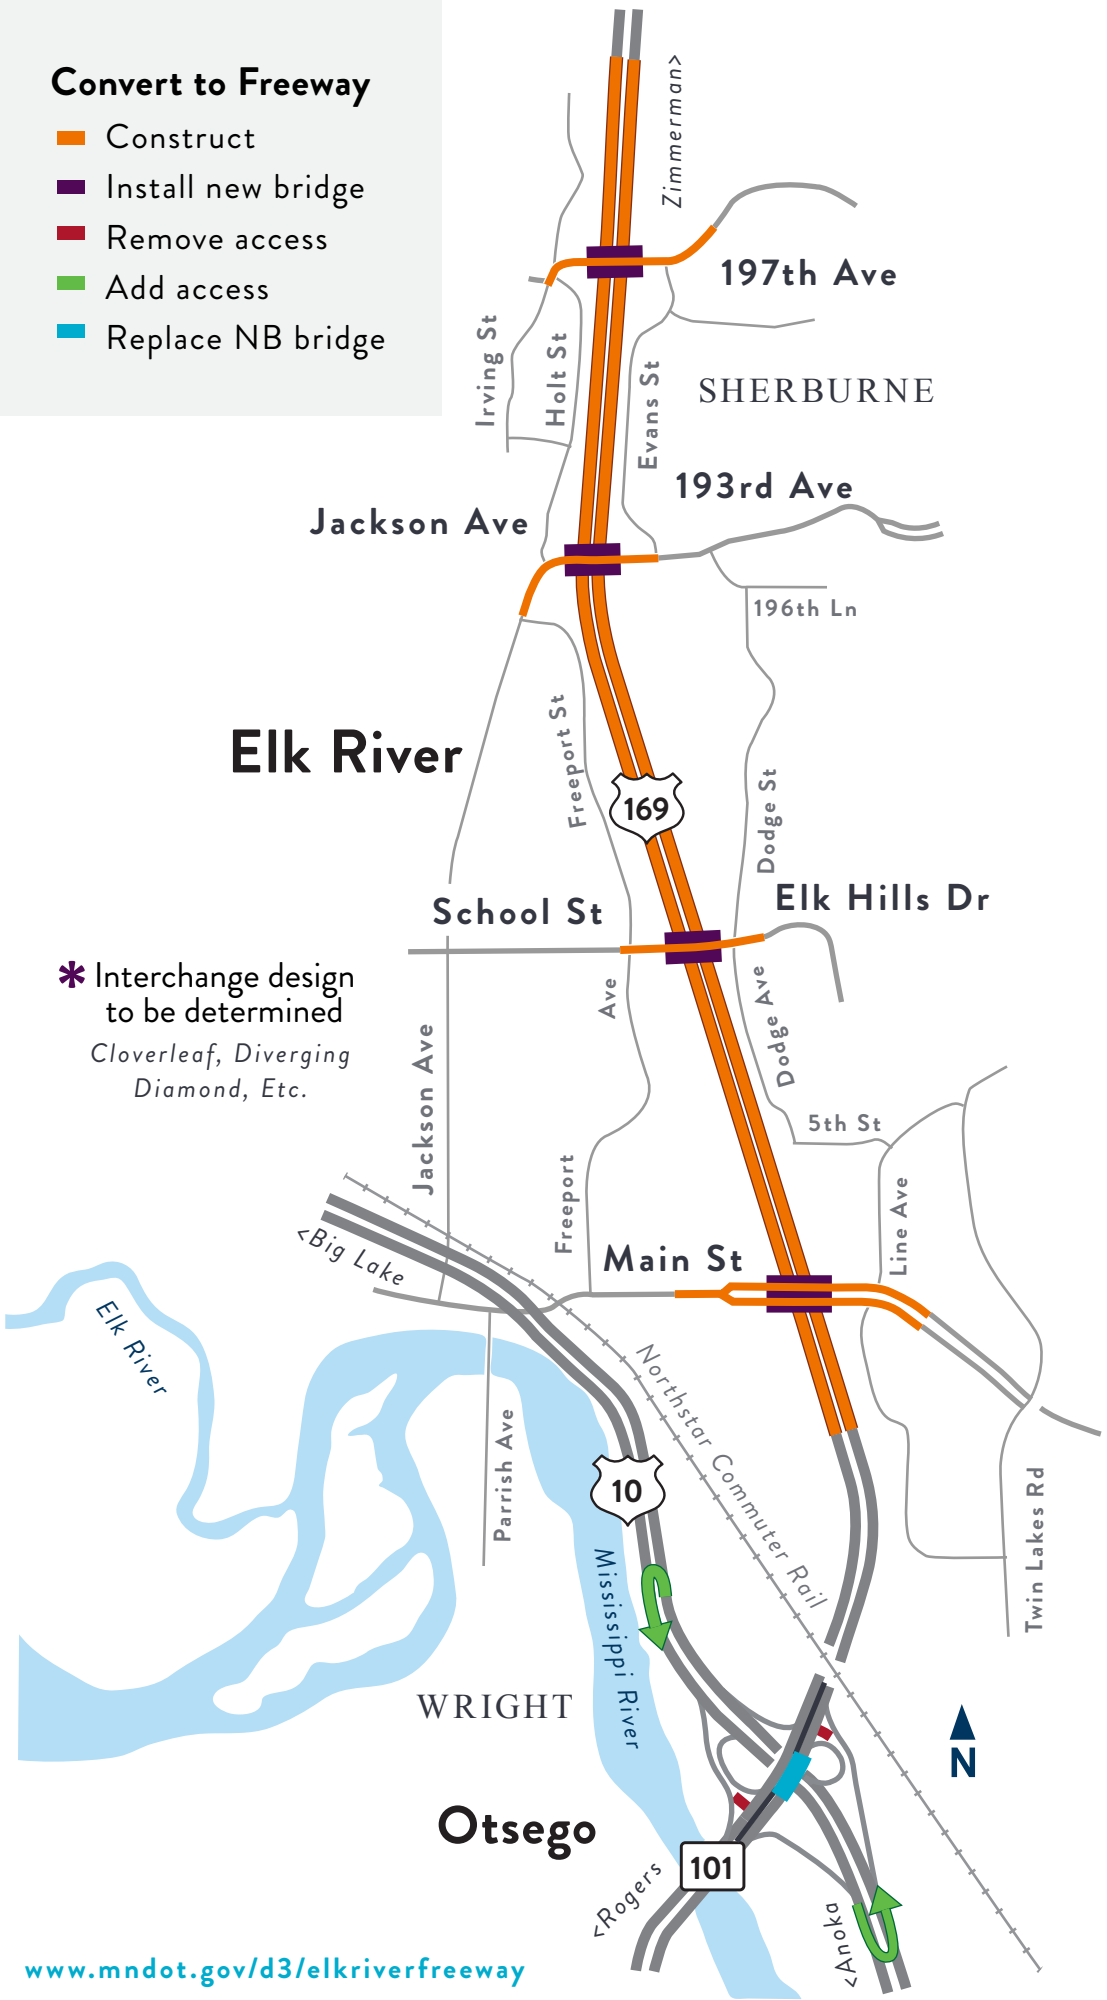 Convert to Freeway
Construct
Install new bridge
Remove access
Add access
Replace NB bridge
Zimmerman>
197th Ave
Irving St
Holt St
Evans St
SHERBURNE
193rd Ave
Jackson Ave
196th Ln
Elk River
Freeport St
169
Dodge St
Elk Hills Dr
School St
* Interchange design
to be determined
Cloverleaf, Diverging
Diamond, Etc.
Ave
Dodge Ave
Jackson Ave
5th St
Freeport
Line Ave
<Big Lake
Main St
Elk River
Northstar Commuter Rail
Parrish Ave
10
Twin Lakes Rd
Mississippi River
WRIGHT
N
Otsego
101
<Rogers
<Anoka
www.mndot.gov/d3/elkriverfreeway